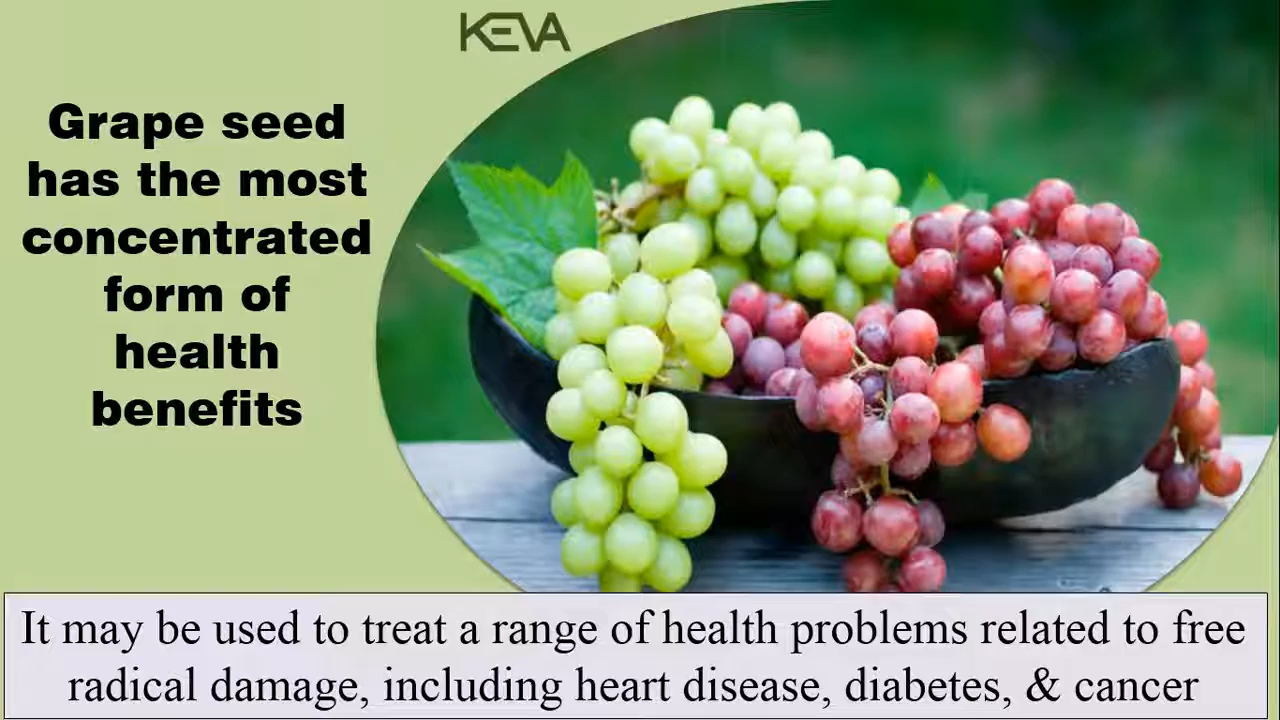 KEVA
Grape seed
has the most
concentrated
form of
health
benefits
It may be used to treat a range of health problems related to free
radical damage, including heart disease, diabetes, & cancer